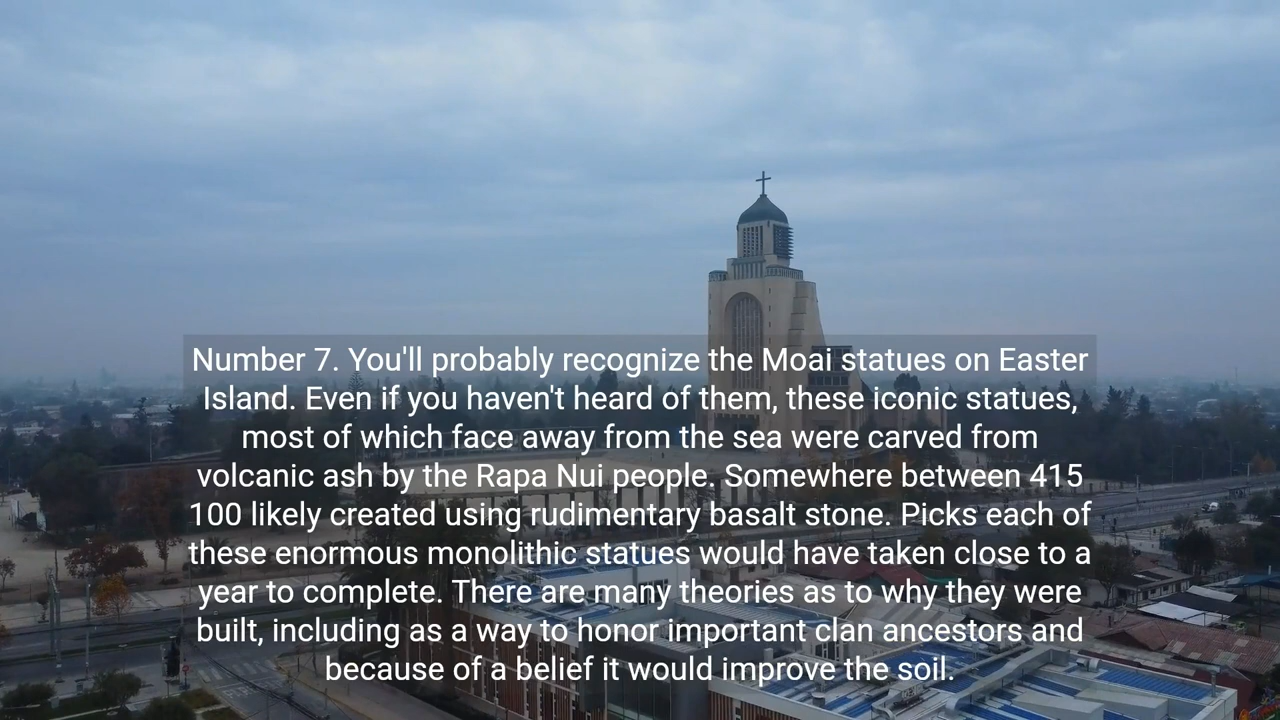 Number 7. You'll probably recognize the Moai statues on Easter
Island. Even if you haven't heard of them, these iconic statues,
most of which face away from the sea were carved from
volcanic ash by the Rapa Nui people. Somewhere between 415
100 likely created using rudimentary basalt stone. Picks each of
these enormous monolithic statues would have taken close to a
year to complete. There are many theories as to why they were
built, including as a way to honor important clan ancestors and
because of a belief it would improve the soil.